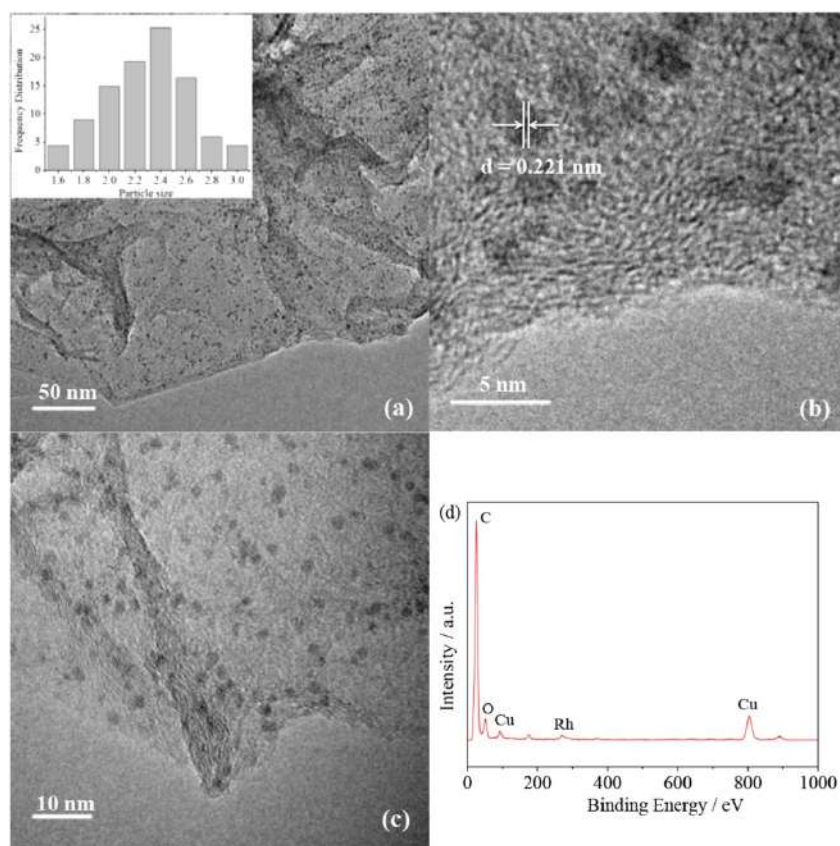 25
20
15
10
5
Frequency Distribution
1.6 1.8 2.0 2.2 2.4 2.6 2.8 3.0
Particle size
50 nm
(a)
d = 0.221 nm
5 nm
(b)
10 nm
(c)
(d)
C
O
Cu
Rh
Cu
Intensity / a.u.
0 200 400 600 800 1000
Binding Energy / eV